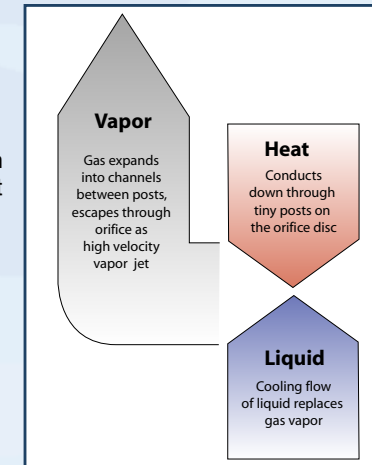 Vapor
Gas expands
into channels
between posts,
escapes through
orifice as
high velocity
vapor jet
Heat
Conducts
down through
tiny posts on
the orifice disc
Liquid
Cooling flow
of liquid replaces
gas vapor